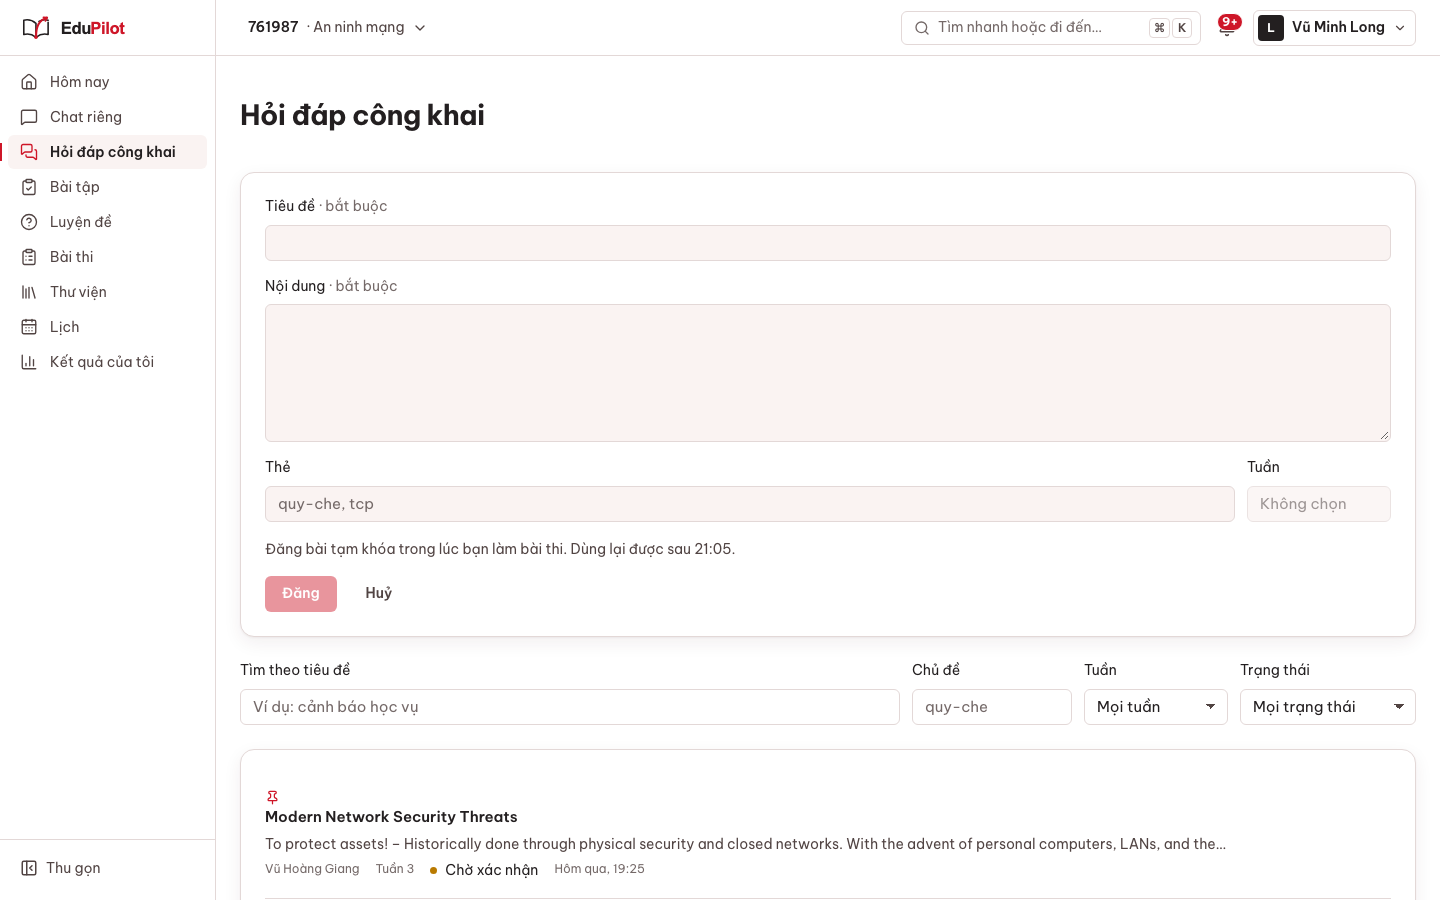 EduPilot
761987 · An ninh mạng
Tìm nhanh hoặc đi đến...
⌘ K
9+
L
Vũ Minh Long
Hôm nay
Chat riêng
Hỏi đáp công khai
Bài tập
Luyện đề
Bài thi
Thư viện
Lịch
Kết quả của tôi
Thu gọn
Hỏi đáp công khai
Tiêu đề · bắt buộc
Nội dung · bắt buộc
Thẻ
Tuần
quy-che, tcp
Không chọn
Đăng bài tạm khóa trong lúc bạn làm bài thi. Dùng lại được sau 21:05.
Đăng
Huỷ
Tìm theo tiêu đề
Chủ đề
Tuần
Trạng thái
Ví dụ: cảnh báo học vụ
quy-che
Mọi tuần
Mọi trạng thái
Modern Network Security Threats
To protect assets! – Historically done through physical security and closed networks. With the advent of personal computers, LANs, and the...
Vũ Hoàng Giang Tuần 3 Chờ xác nhận Hôm qua, 19:25